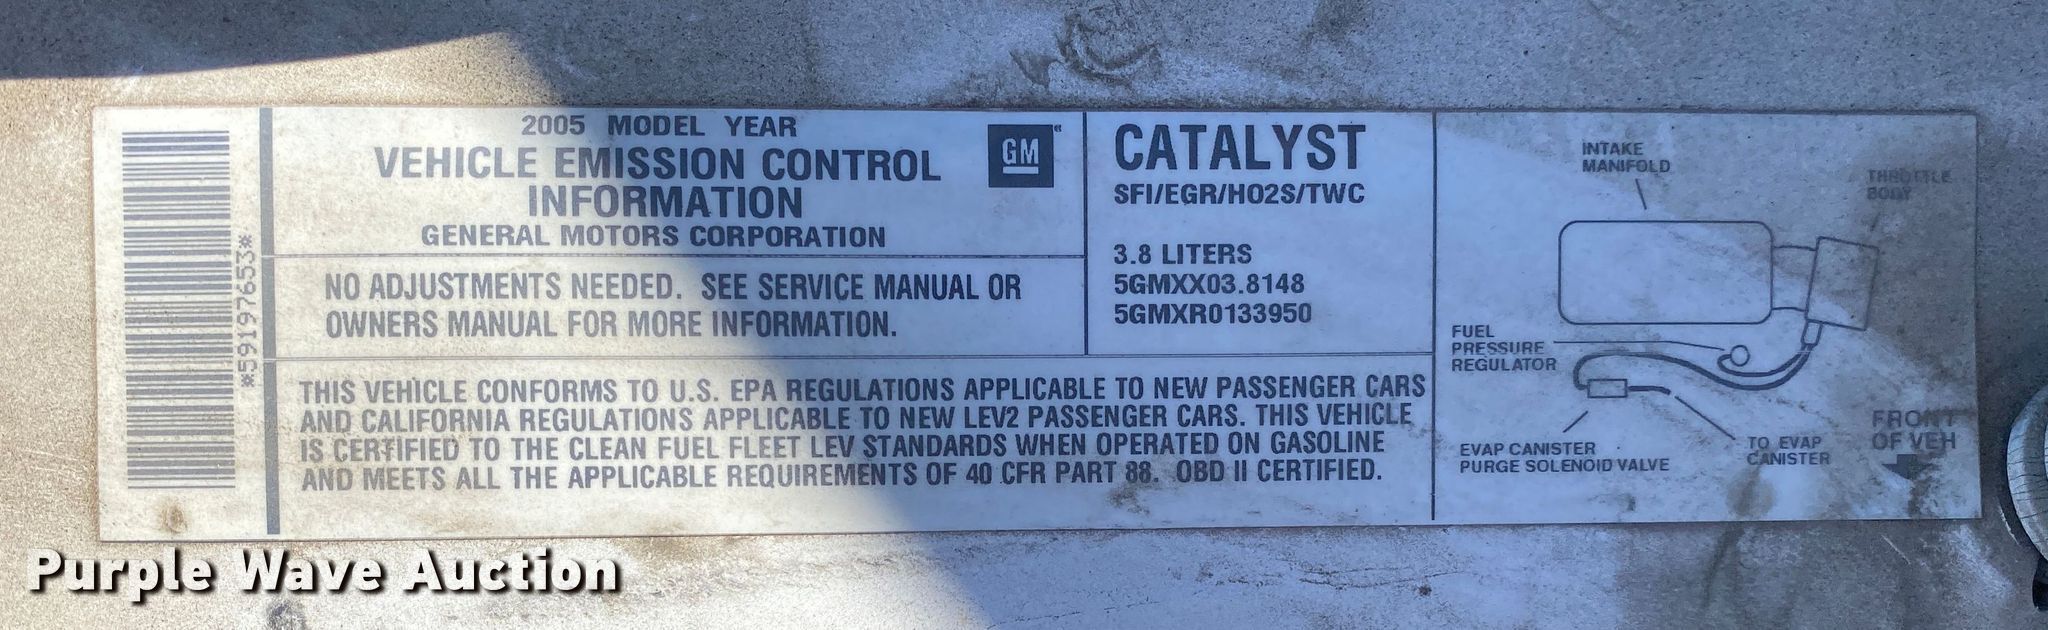 *59197653*
2005 MODEL YEAR
VEHICLE EMISSION CONTROL
INFORMATION
GENERAL MOTORS CORPORATION
GM
NO ADJUSTMENTS NEEDED. SEE SERVICE MANUAL OR
OWNERS MANUAL FOR MORE INFORMATION.
CATALYST
SFI/EGR/HO2S/TWC
3.8 LITERS
5GMXX03.8148
5GMXR0133950
THIS VEHICLE CONFORMS TO U.S. EPA REGULATIONS APPLICABLE TO NEW PASSENGER CARS
AND CALIFORNIA REGULATIONS APPLICABLE TO NEW LEV2 PASSENGER CARS. THIS VEHICLE
IS CERTIFIED TO THE CLEAN FUEL FLEET LEV STANDARDS WHEN OPERATED ON GASOLINE
AND MEETS ALL THE APPLICABLE REQUIREMENTS OF 40 CFR PART 88. OBD II CERTIFIED.
INTAKE
MANIFOLD
THROTTLE
BODY
FUEL
PRESSURE
REGULATOR
EVAP CANISTER
PURGE SOLENOID VALVE
TO EVAP
CANISTER
FRONT
OF VEH
Purple Wave Auction